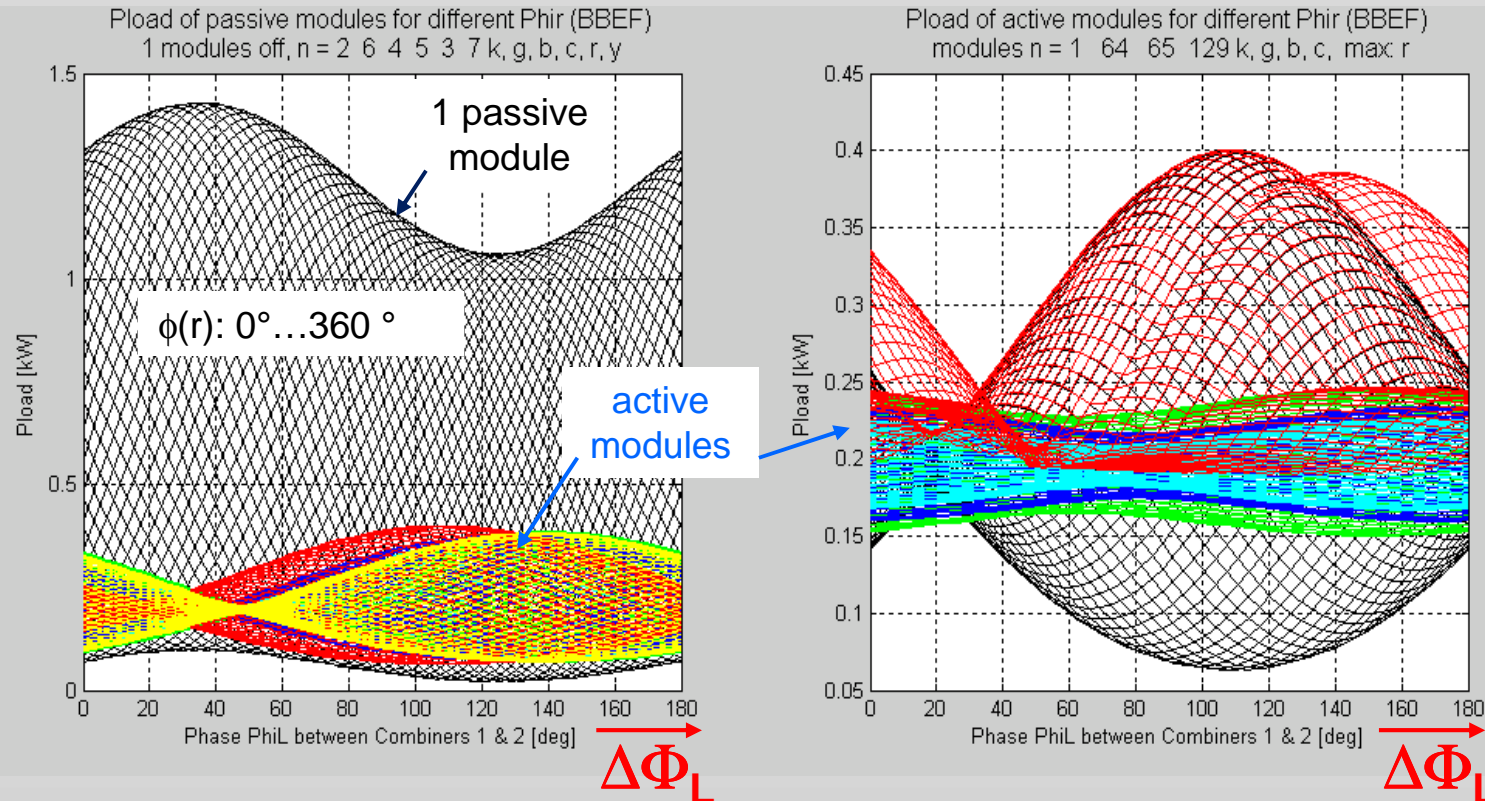 Pload of passive modules for different Phir (BBEF)
1 modules off, n = 2 6 4 5 3 7 k, g, b, c, r, y
1.5
1
0.5
0
Pload [kW]
1 passive
module
ϕ(r): 0°…360 °
active
modules
0 20 40 60 80 100 120 140 160 180
Phase PhiL between Combiners 1 & 2 [deg]
ΔΦL
Pload of active modules for different Phir (BBEF)
modules n = 1 64 65 129 k, g, b, c, max: r
0.45
0.4
0.35
0.3
0.25
0.2
0.15
0.1
0.05
Pload [kW]
0 20 40 60 80 100 120 140 160 180
Phase PhiL between Combiners 1 & 2 [deg]
ΔΦL